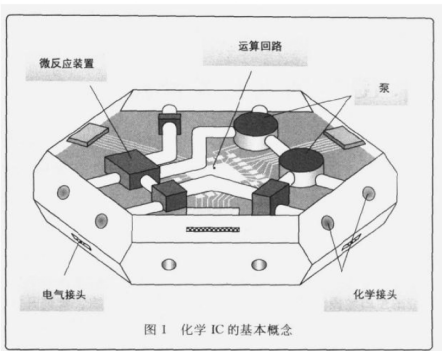 运算回路
微反应装置
泵
电气接头
化学接头
图 1 化学 IC 的基本概念